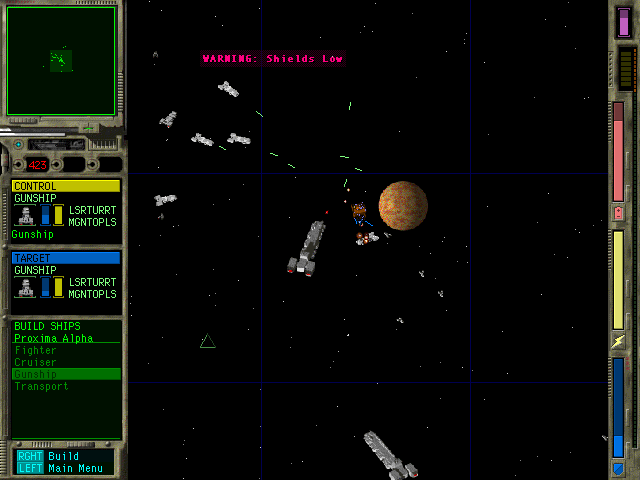 WARNING: Shields Low
423
CONTROL
GUNSHIP
LSRTURRT
MGNTOPLS
Gunship
TARGET
GUNSHIP
LSRTURRT
MGNTOPLS
BUILD SHIPS
Proxima Alpha
Fighter
Cruiser
Gunship
Transport
RGHT Build
LEFT Main Menu